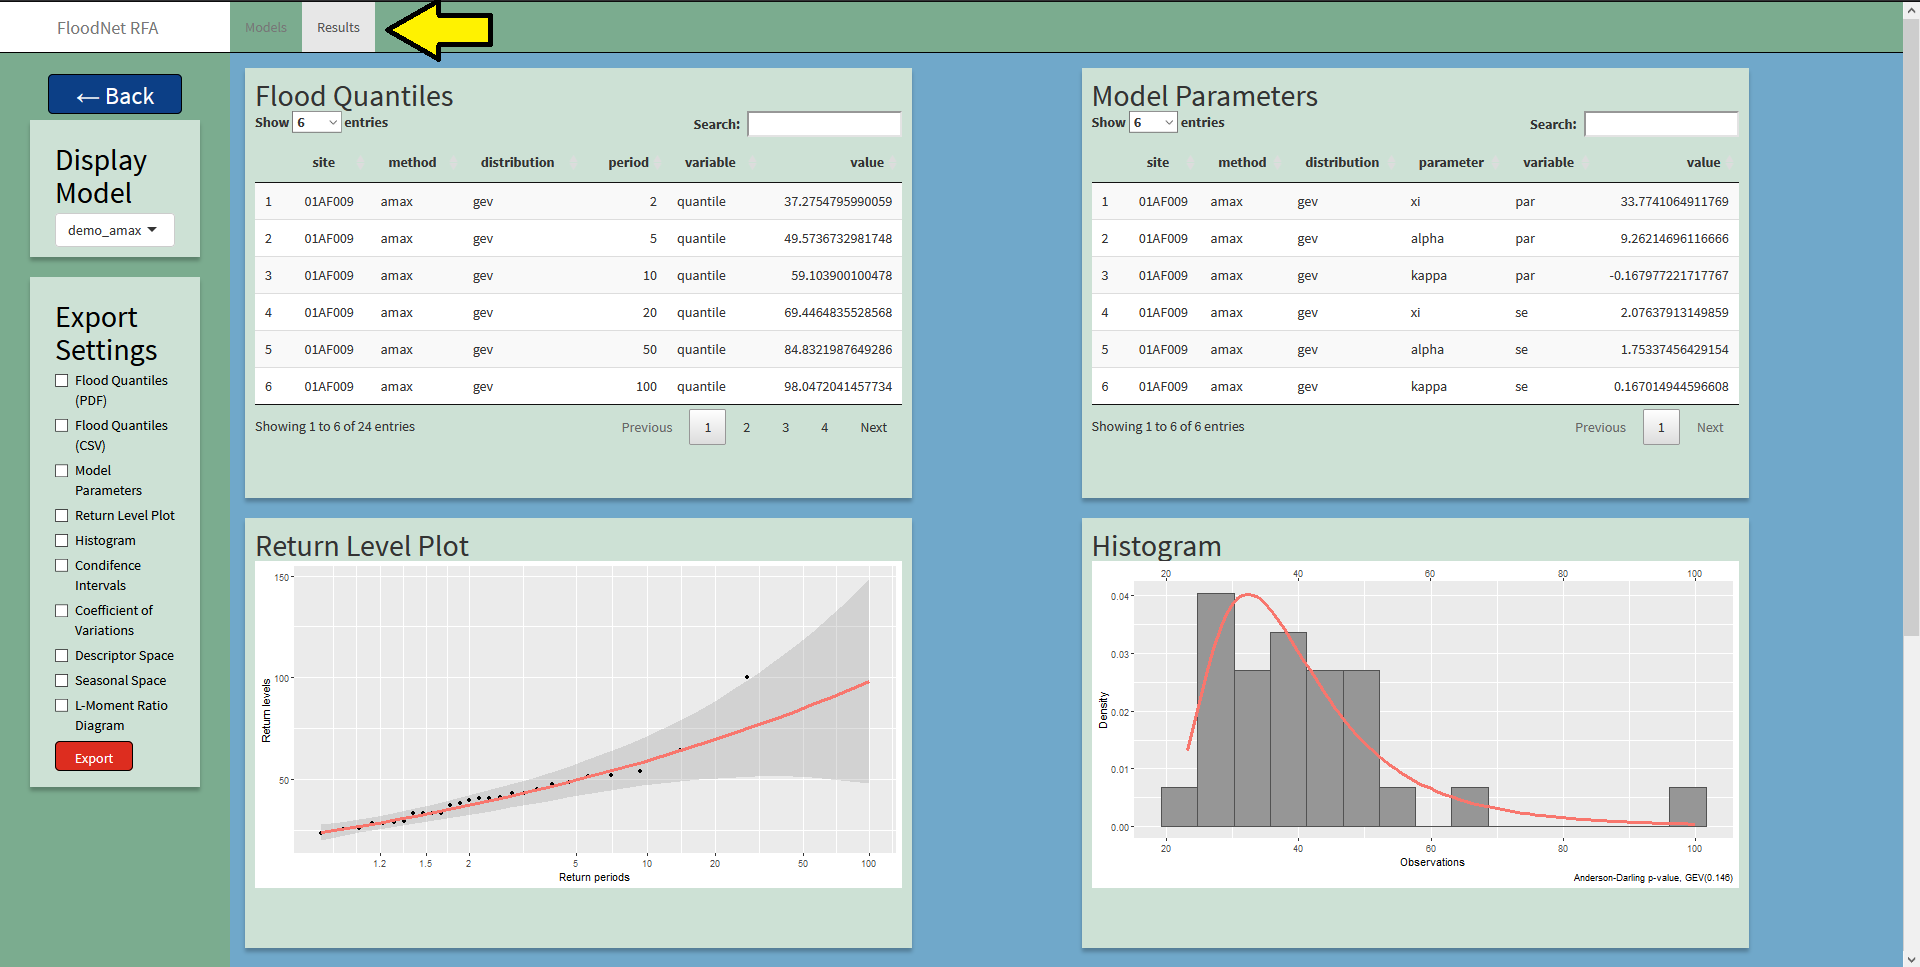 FloodNet RFA
Models
Results
← Back
Display
Model
demo_amax
Export
Settings
Flood Quantiles
(PDF)
Flood Quantiles
(CSV)
Model
Parameters
Return Level Plot
Histogram
Condifence
Intervals
Coefficient of
Variations
Descriptor Space
Seasonal Space
L-Moment Ratio
Diagram
Export
Flood Quantiles
Show 6 entries
Search:
site method distribution period variable value
1 01AF009 amax gev 2 quantile 37.2754795990059
2 01AF009 amax gev 5 quantile 49.5736732981748
3 01AF009 amax gev 10 quantile 59.103900100478
4 01AF009 amax gev 20 quantile 69.4464835528568
5 01AF009 amax gev 50 quantile 84.8321987649286
6 01AF009 amax gev 100 quantile 98.0472041457734
Showing 1 to 6 of 24 entries
Previous 1 2 3 4 Next
Model Parameters
Show 6 entries
Search:
site method distribution parameter variable value
1 01AF009 amax gev xi par 33.7741064911769
2 01AF009 amax gev alpha par 9.26214696116666
3 01AF009 amax gev kappa par -0.167977221717767
4 01AF009 amax gev xi se 2.07637913149859
5 01AF009 amax gev alpha se 1.75337456429154
6 01AF009 amax gev kappa se 0.167014944596608
Showing 1 to 6 of 6 entries
Previous 1 Next
Return Level Plot
150
100
50
Return levels
1.2 1.5 2 5 10 20 50 100
Return periods
Histogram
20 40 60 80 100
0.04
0.03
0.02
0.01
0.00
Density
20 40 60 80 100
Observations
Anderson-Darling p-value, GEV(0.146)